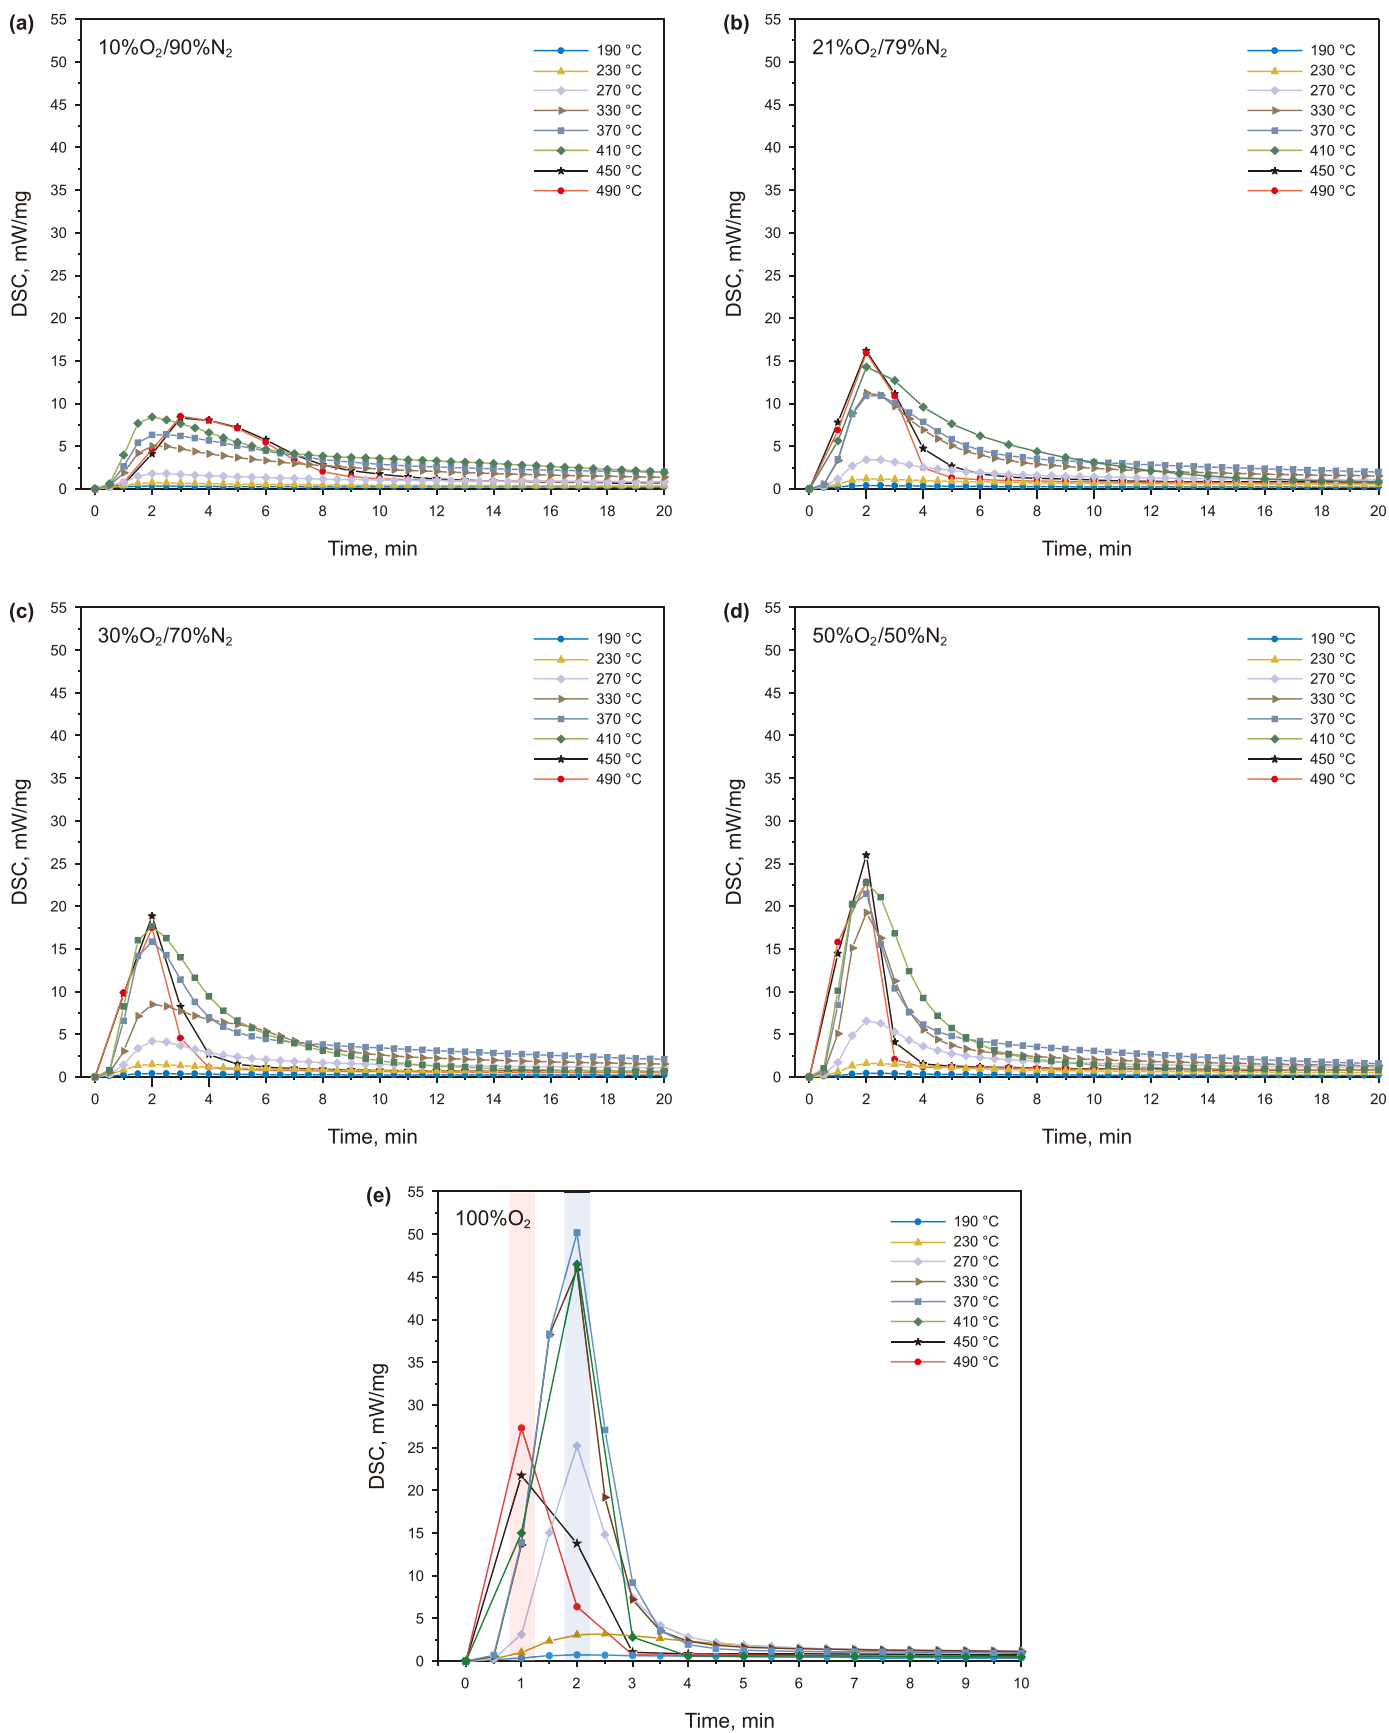 (a)
10%O₂/90%N₂
190 °C
230 °C
270 °C
330 °C
370 °C
410 °C
450 °C
490 °C
55
50
45
40
35
30
25
20
15
10
5
0
DSC, mW/mg
0 2 4 6 8 10 12 14 16 18 20
Time, min
(b)
21%O₂/79%N₂
190 °C
230 °C
270 °C
330 °C
370 °C
410 °C
450 °C
490 °C
55
50
45
40
35
30
25
20
15
10
5
0
DSC, mW/mg
0 2 4 6 8 10 12 14 16 18 20
Time, min
(c)
30%O₂/70%N₂
190 °C
230 °C
270 °C
330 °C
370 °C
410 °C
450 °C
490 °C
55
50
45
40
35
30
25
20
15
10
5
0
DSC, mW/mg
0 2 4 6 8 10 12 14 16 18 20
Time, min
(d)
50%O₂/50%N₂
190 °C
230 °C
270 °C
330 °C
370 °C
410 °C
450 °C
490 °C
55
50
45
40
35
30
25
20
15
10
5
0
DSC, mW/mg
0 2 4 6 8 10 12 14 16 18 20
Time, min
(e)
100%O₂
190 °C
230 °C
270 °C
330 °C
370 °C
410 °C
450 °C
490 °C
55
50
45
40
35
30
25
20
15
10
5
0
DSC, mW/mg
0 1 2 3 4 5 6 7 8 9 10
Time, min